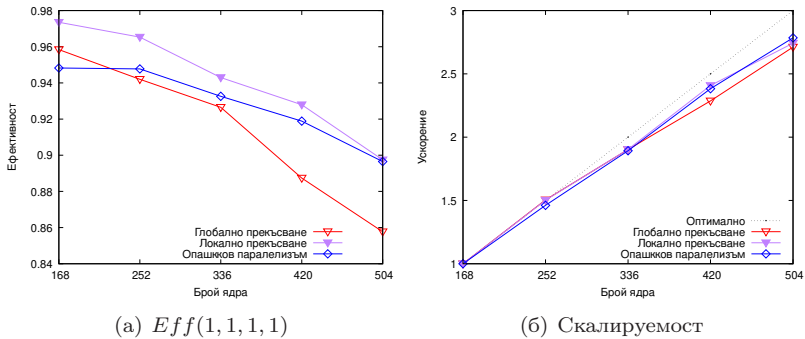 0.98
0.96
0.94
0.92
0.9
0.88
0.86
0.84
Ефективност
168
252
336
420
504
Брой ядра
Глобално прекъсване
Локално прекъсване
Опашкков паралелизъм
(а) Eff(1, 1, 1, 1)
3
2.5
2
1.5
1
Ускорение
168
252
336
420
504
Брой ядра
Оптимално
Глобално прекъсване
Локално прекъсване
Опашкков паралелизъм
(б) Скалируемост